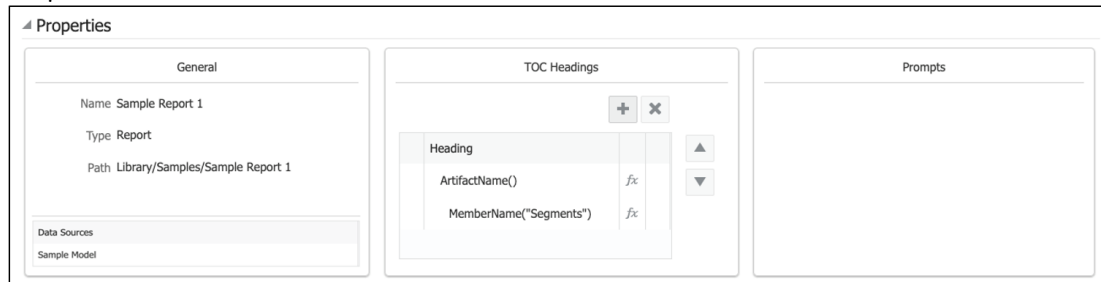 Properties
General
Name Sample Report 1
Type Report
Path Library/Samples/Sample Report 1
Data Sources
Sample Model
TOC Headings
Heading
ArtifactName() fx
MemberName("Segments") fx
Prompts